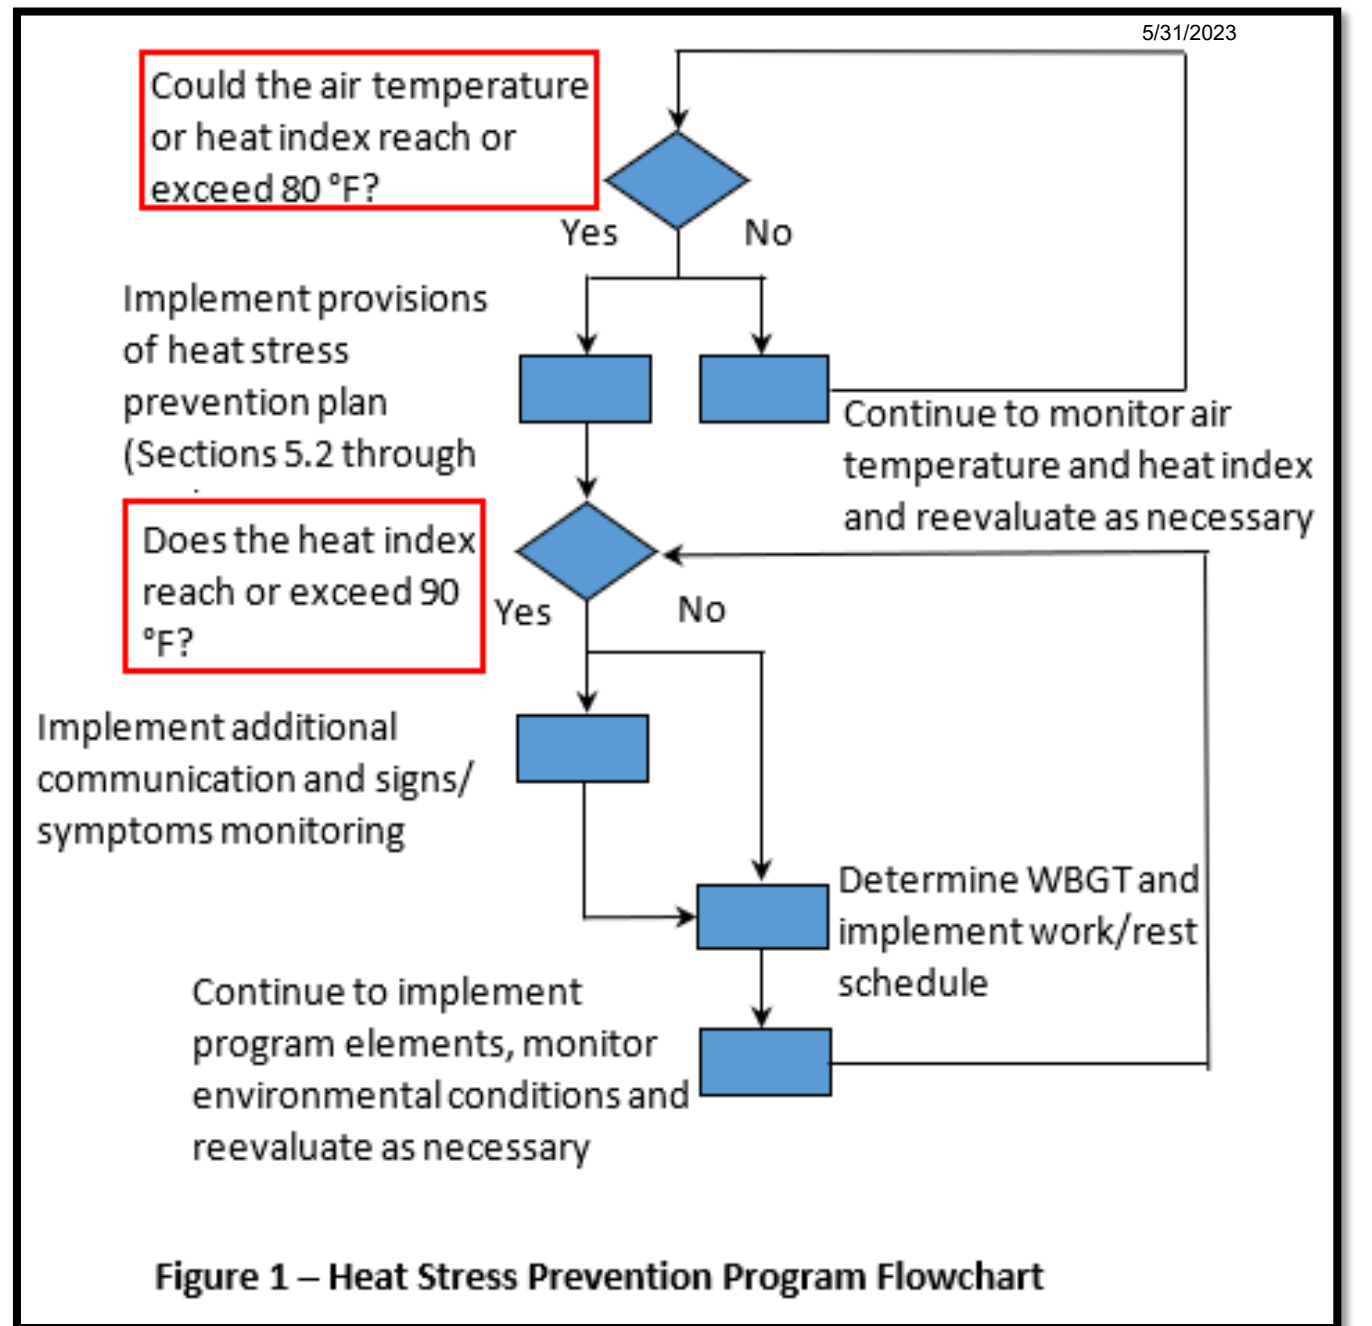 5/31/2023
Could the air temperature
or heat index reach or
exceed 80 °F?
Yes
No
Implement provisions
of heat stress
prevention plan
(Sections 5.2 through
Continue to monitor air
temperature and heat index
and reevaluate as necessary
Does the heat index
reach or exceed 90
°F?
Yes
No
Implement additional
communication and signs/
symptoms monitoring
Determine WBGT and
implement work/rest
schedule
Continue to implement
program elements, monitor
environmental conditions and
reevaluate as necessary
Figure 1 – Heat Stress Prevention Program Flowchart